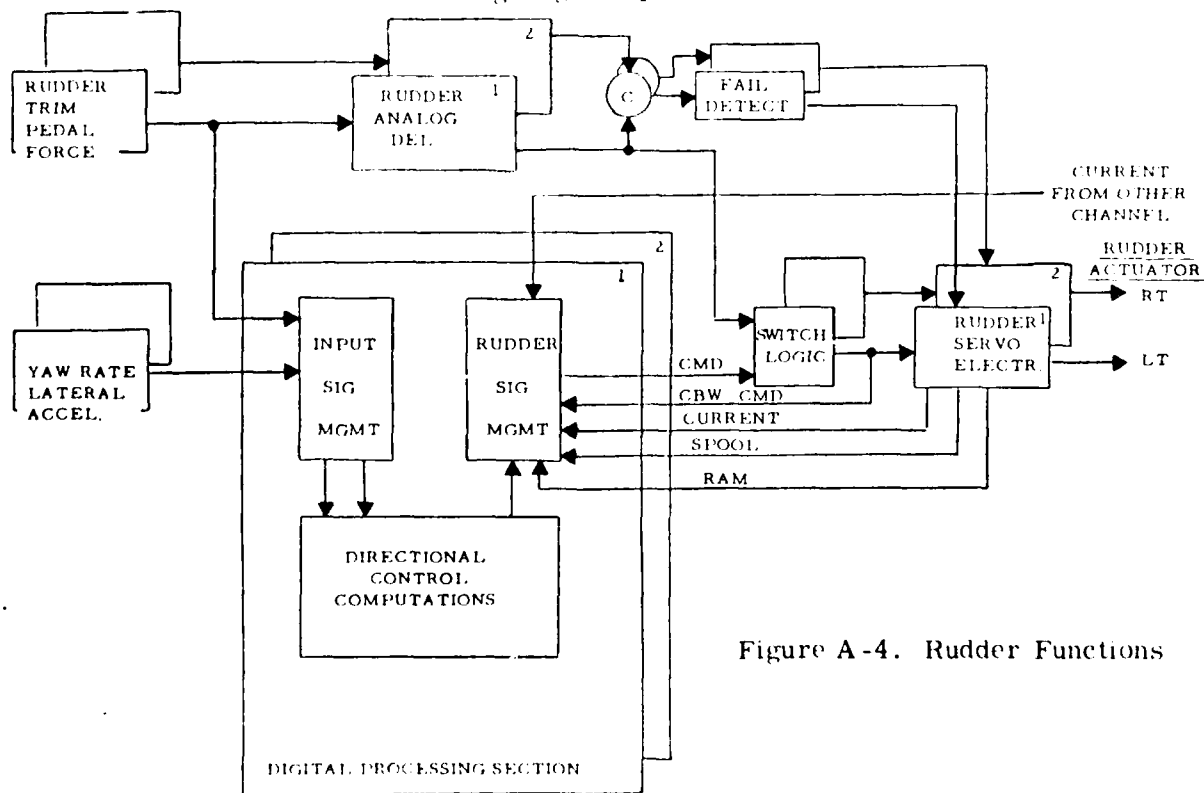 2
RUDDER
TRIM
PEDAL
FORCE
RUDDER 1
ANALOG
DEL
C
FAIL
DETECT
CURRENT
FROM OTHER
CHANNEL
2
1
RUDDER
ACTUATOR
2
RT
YAW RATE
LATERAL
ACCEL.
INPUT
SIG
MGMT
RUDDER
SIG
MGMT
SWITCH
LOGIC
RUDDER 1
SERVO
ELECTR.
LT
CMD
CBW CMD
CURRENT
SPOOL
RAM
DIRECTIONAL
CONTROL
COMPUTATIONS
Figure A-4. Rudder Functions
DIGITAL PROCESSING SECTION